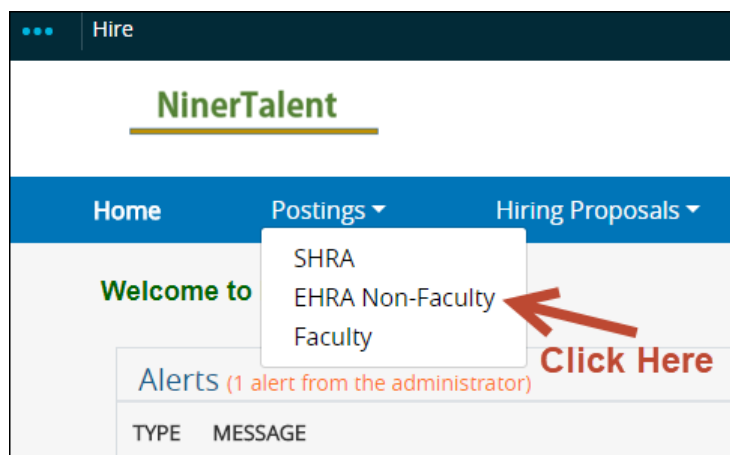 ••• Hire
NinerTalent
Home Postings Hiring Proposals
SHRA
Welcome to EHRA Non-Faculty
Faculty
Click Here
Alerts (1 alert from the administrator)
TYPE MESSAGE